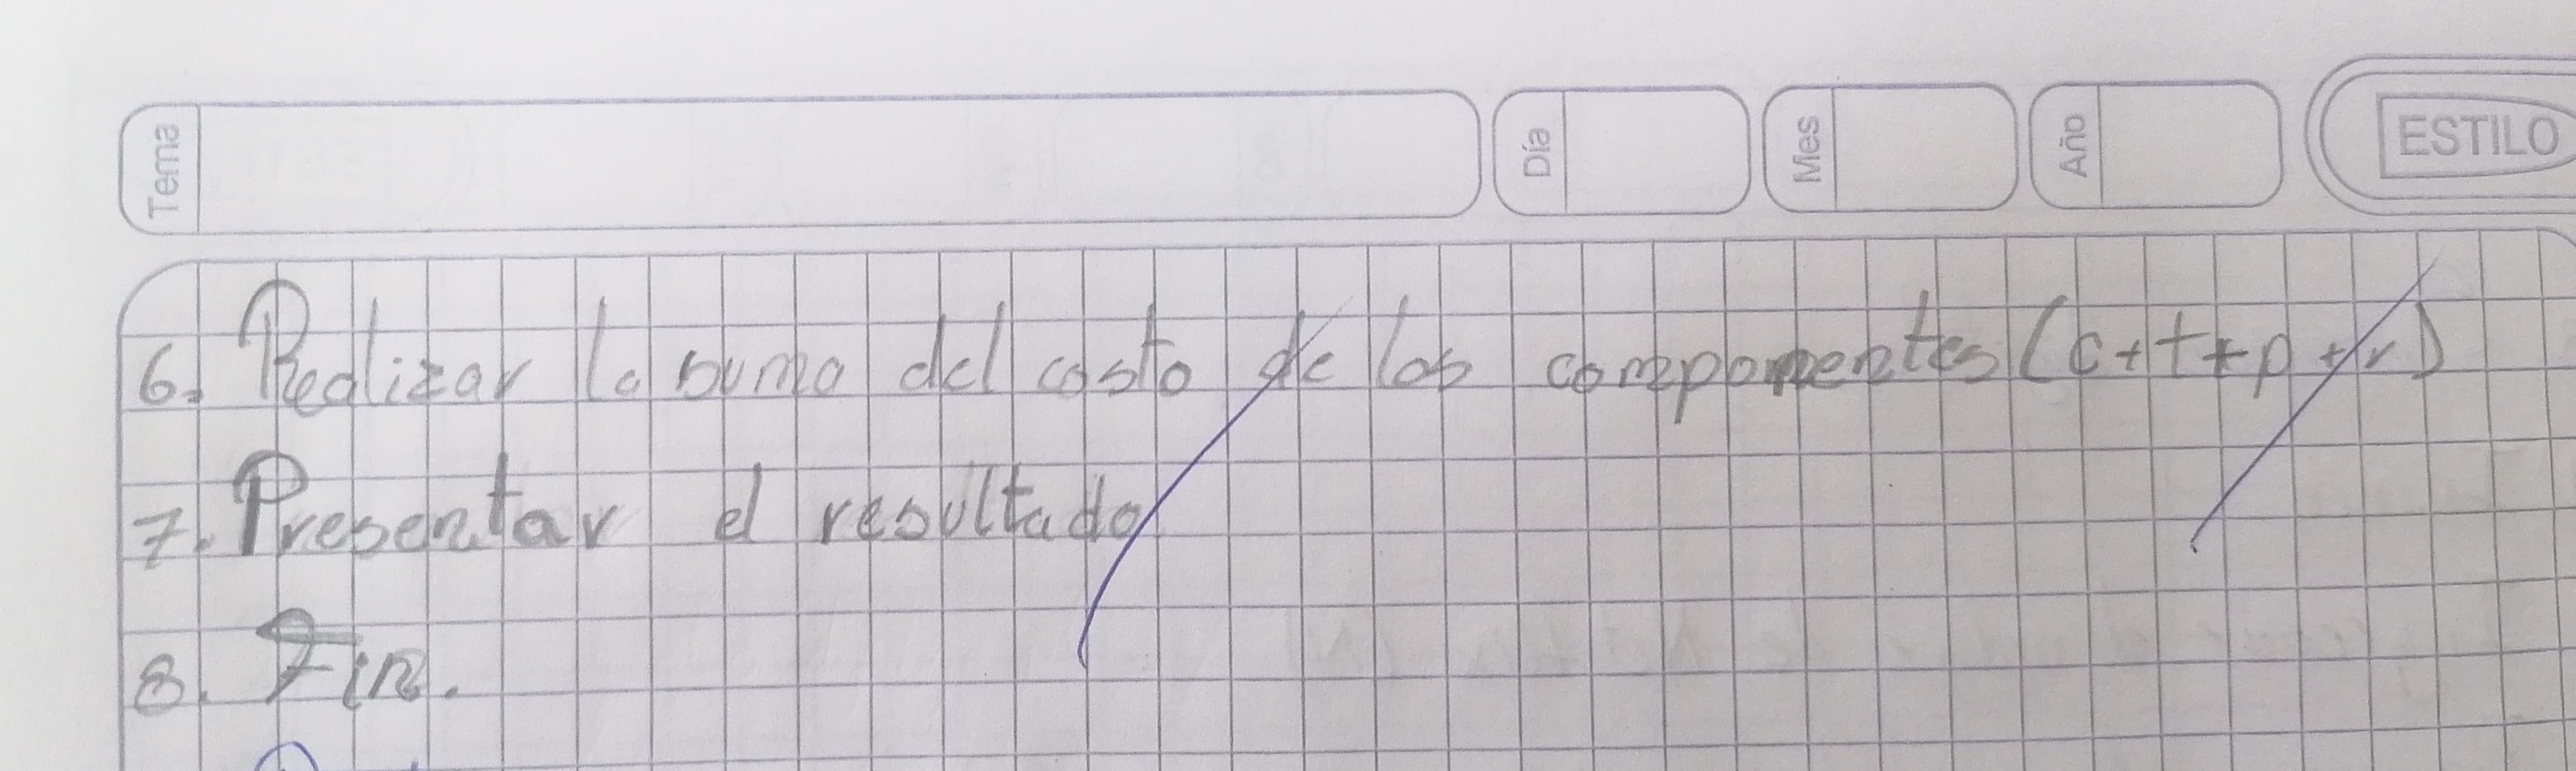 Tema Día Mes Año ESTILO
6. Realizar la suma del costo de los componentes (c+t+p+r)
7. Presentar el resultado
8. Fin.